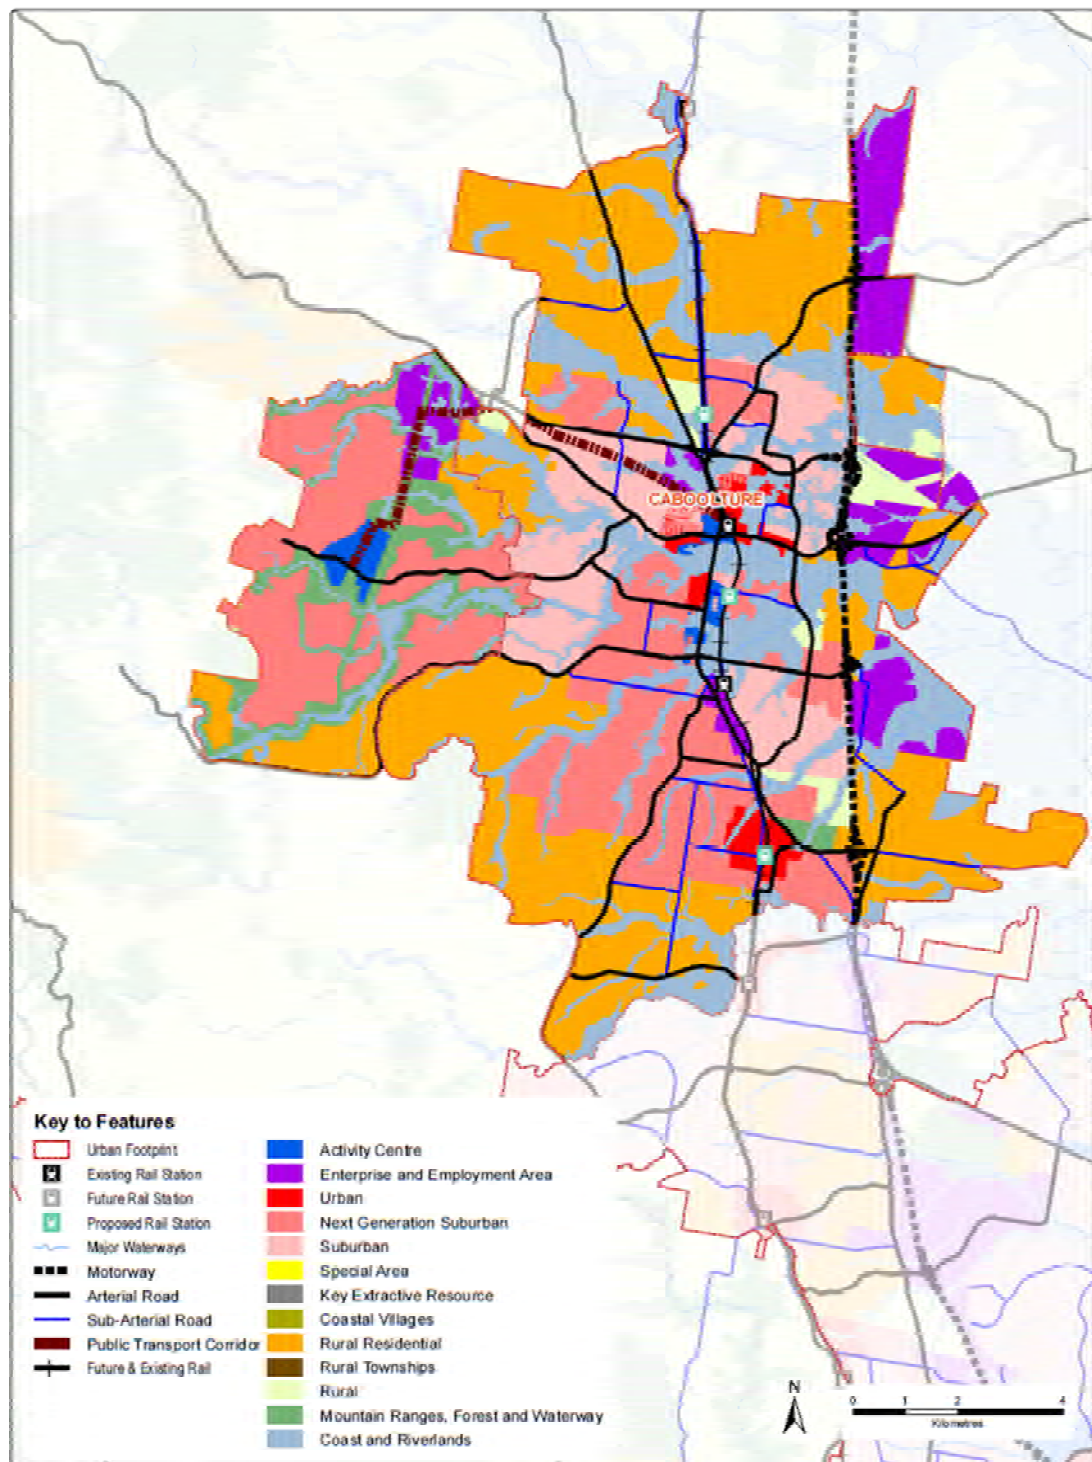 CABOOLTURE
Key to Features
Urban Footprint
Existing Rail Station
Future Rail Station
Proposed Rail Station
Major Waterways
Motorway
Arterial Road
Sub-Arterial Road
Public Transport Corridor
Future & Existing Rail
Activity Centre
Enterprise and Employment Area
Urban
Next Generation Suburban
Suburban
Special Area
Key Extractive Resource
Coastal Villages
Rural Residential
Rural Townships
Rural
Mountain Ranges, Forest and Waterway
Coast and Riverlands
N
0 1 2 4
Kilometres